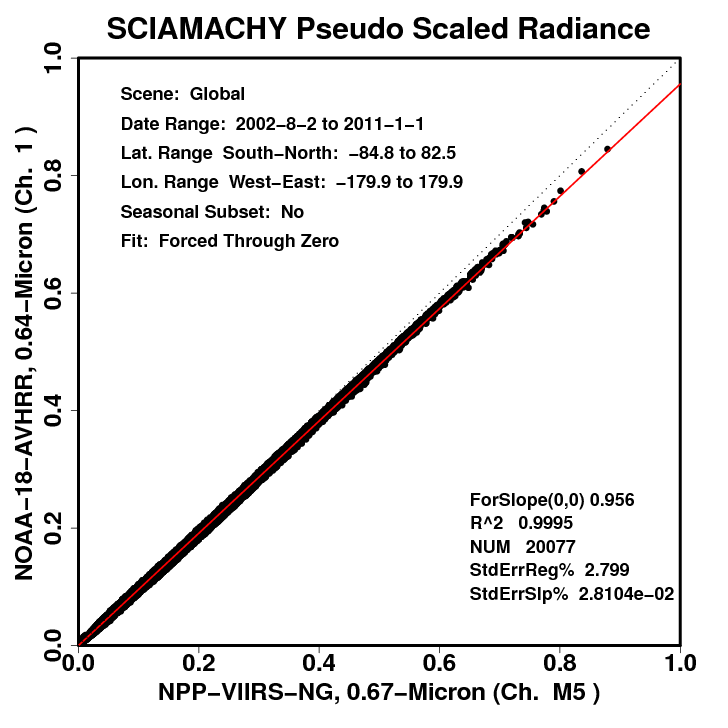 SCIAMACHY Pseudo Scaled Radiance
Scene: Global
Date Range: 2002−8−2 to 2011−1−1
Lat. Range South−North: −84.8 to 82.5
Lon. Range West−East: −179.9 to 179.9
Seasonal Subset: No
Fit: Forced Through Zero
NOAA−18−AVHRR, 0.64−Micron (Ch. 1 )
1.0
0.8
0.6
0.4
0.2
0.0
ForSlope(0,0) 0.956
R^2 0.9995
NUM 20077
StdErrReg% 2.799
StdErrSlp% 2.8104e−02
0.0 0.2 0.4 0.6 0.8 1.0
NPP−VIIRS−NG, 0.67−Micron (Ch. M5 )